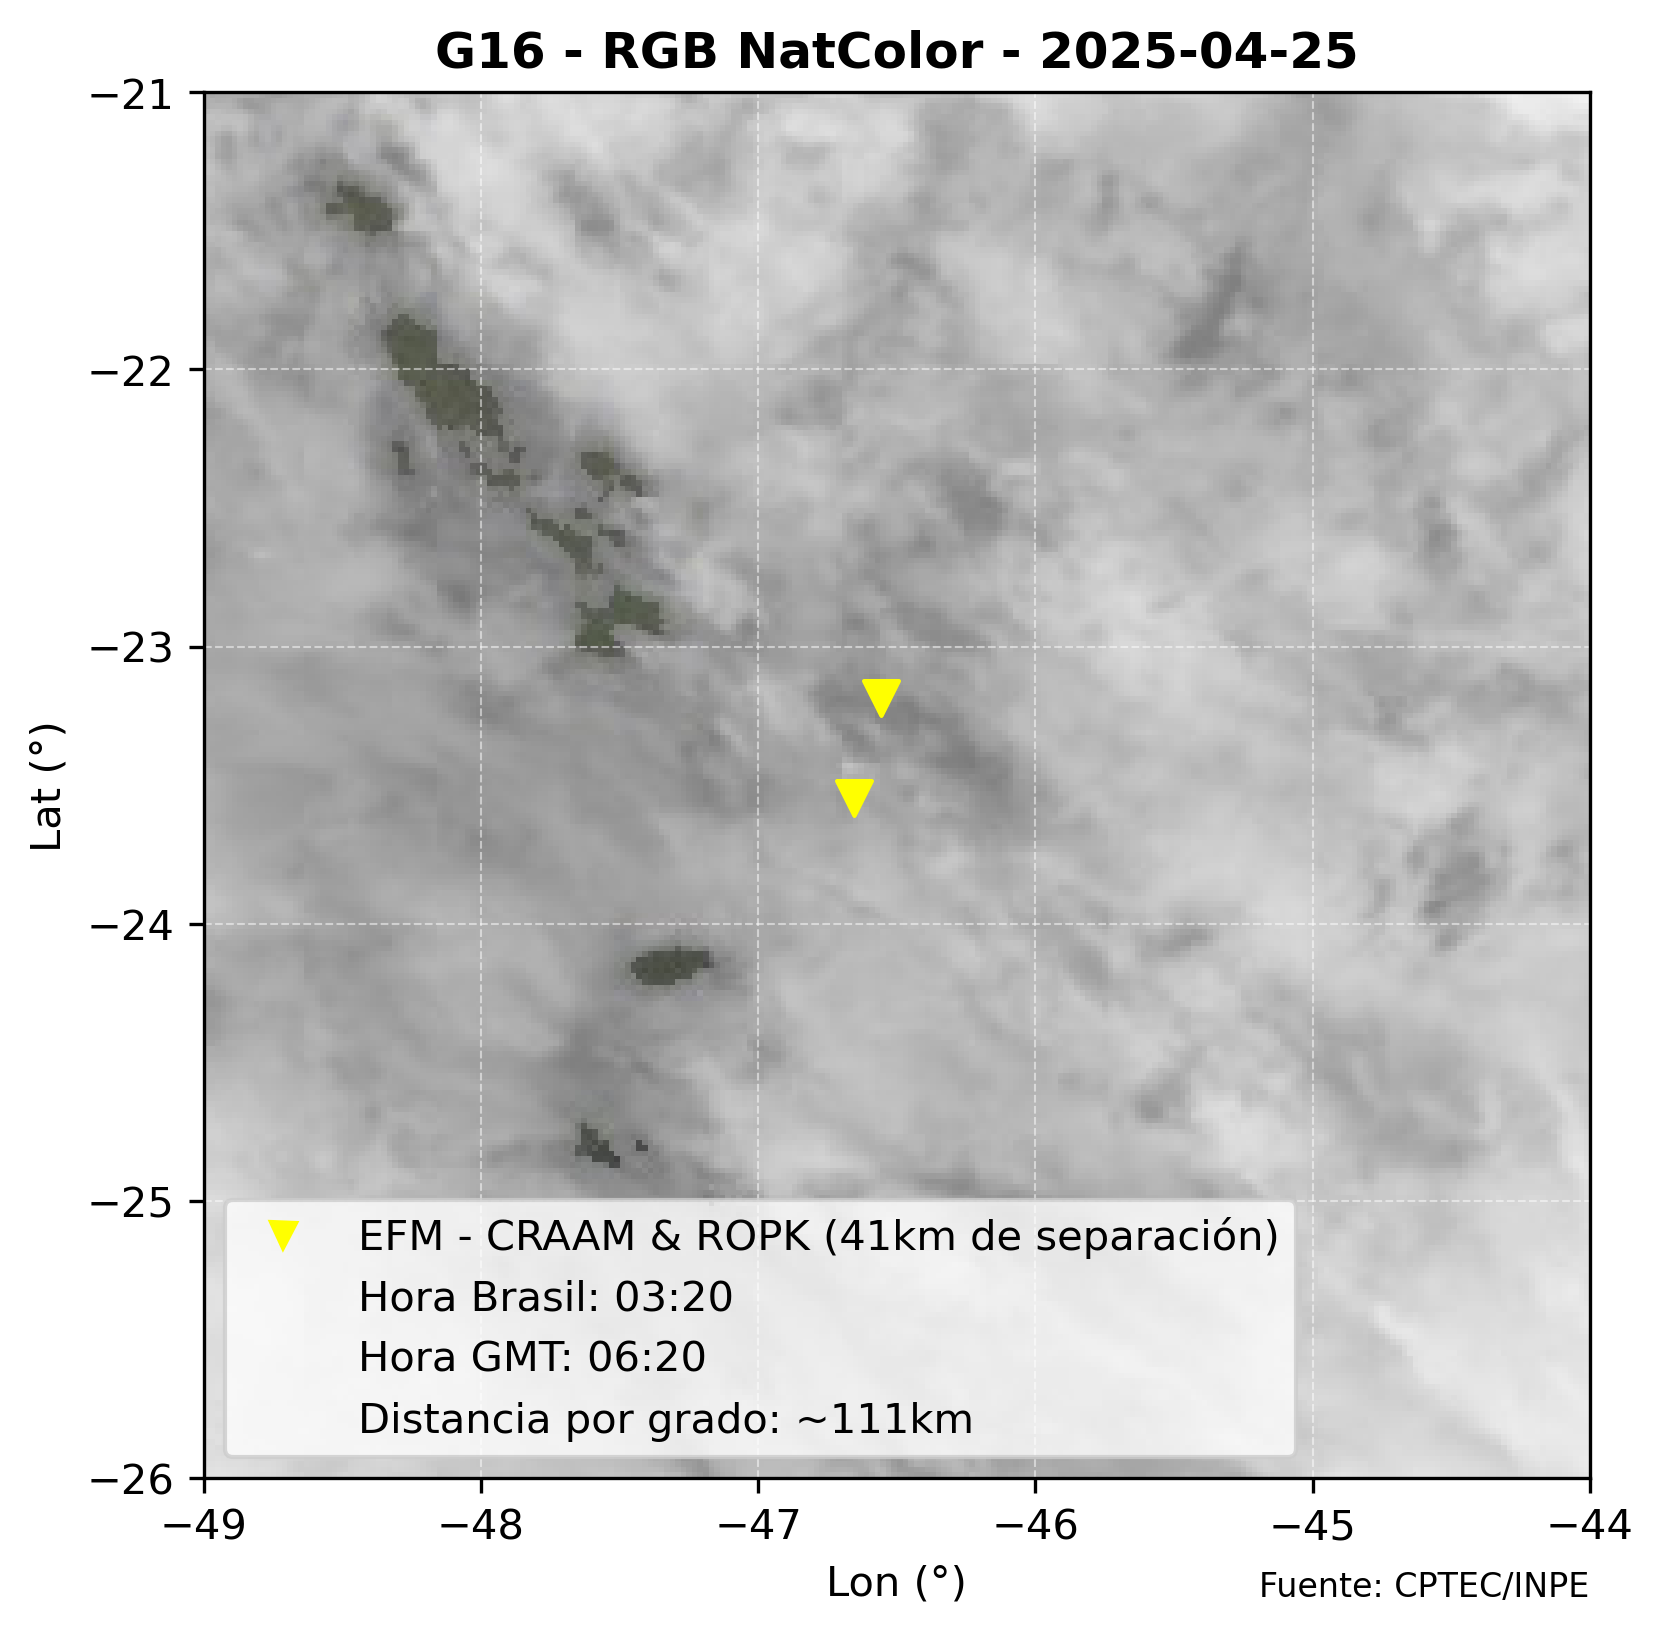 G16 - RGB NatColor - 2025-04-25
−21
−22
−23
−24
−25
−26
Lat (°)
EFM - CRAAM & ROPK (41km de separación)
Hora Brasil: 03:20
Hora GMT: 06:20
Distancia por grado: ~111km
−49
−48
−47
−46
−45
−44
Lon (°)
Fuente: CPTEC/INPE